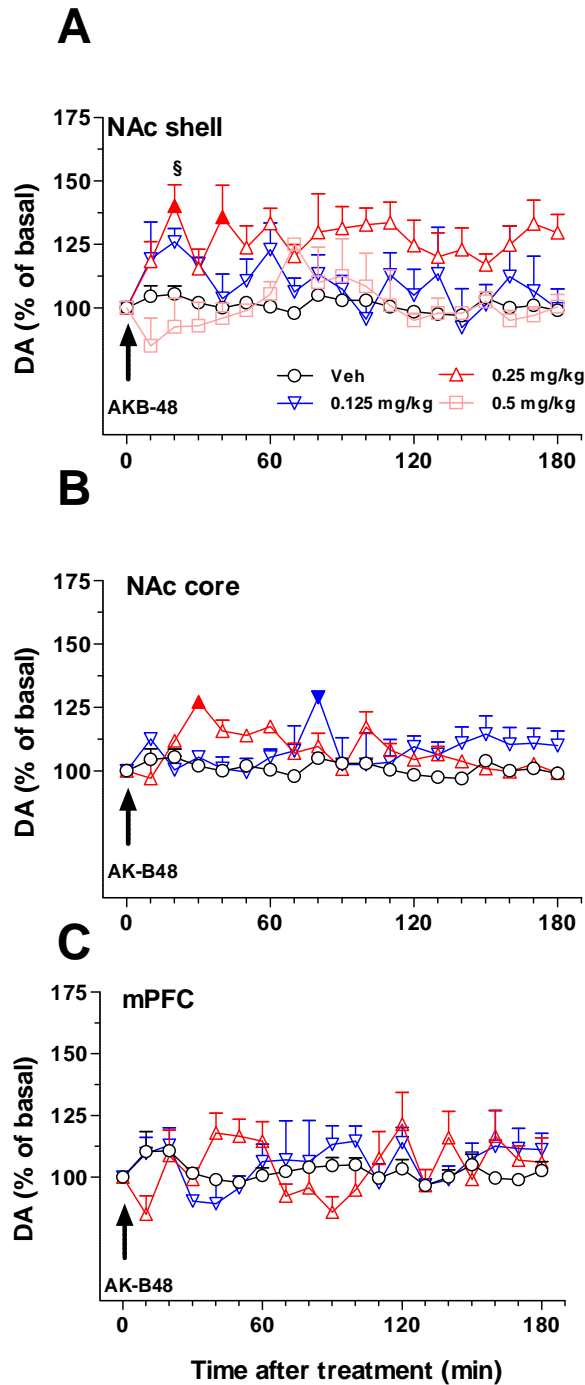 A
NAc shell
§
DA (% of basal)
175
150
125
100
AKB-48
Veh
0.25 mg/kg
0.125 mg/kg
0.5 mg/kg
0
60
120
180
B
NAc core
DA (% of basal)
175
150
125
100
AK-B48
0
60
120
180
C
mPFC
DA (% of basal)
175
150
125
100
AK-B48
0
60
120
180
Time after treatment (min)